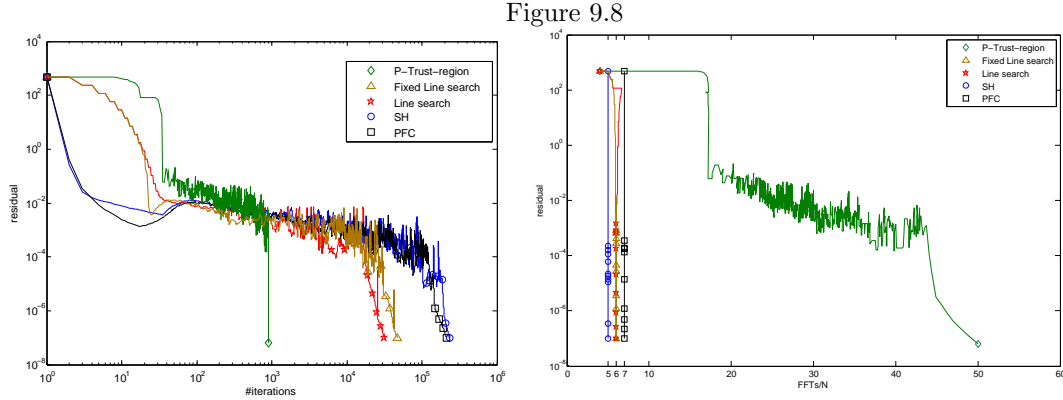 Figure 9.8
10^4
10^2
10^0
10^-2
10^-4
10^-6
10^-8
residual
10^0 10^1 10^2 10^3 10^4 10^5 10^6
#iterations
P-Trust-region
Fixed Line search
Line search
SH
PFC
10^4
10^2
10^0
10^-2
10^-4
10^-6
10^-8
residual
0 5 6 7 10 20 30 40 50 60
FFTs/N
P-Trust-region
Fixed Line search
Line search
SH
PFC